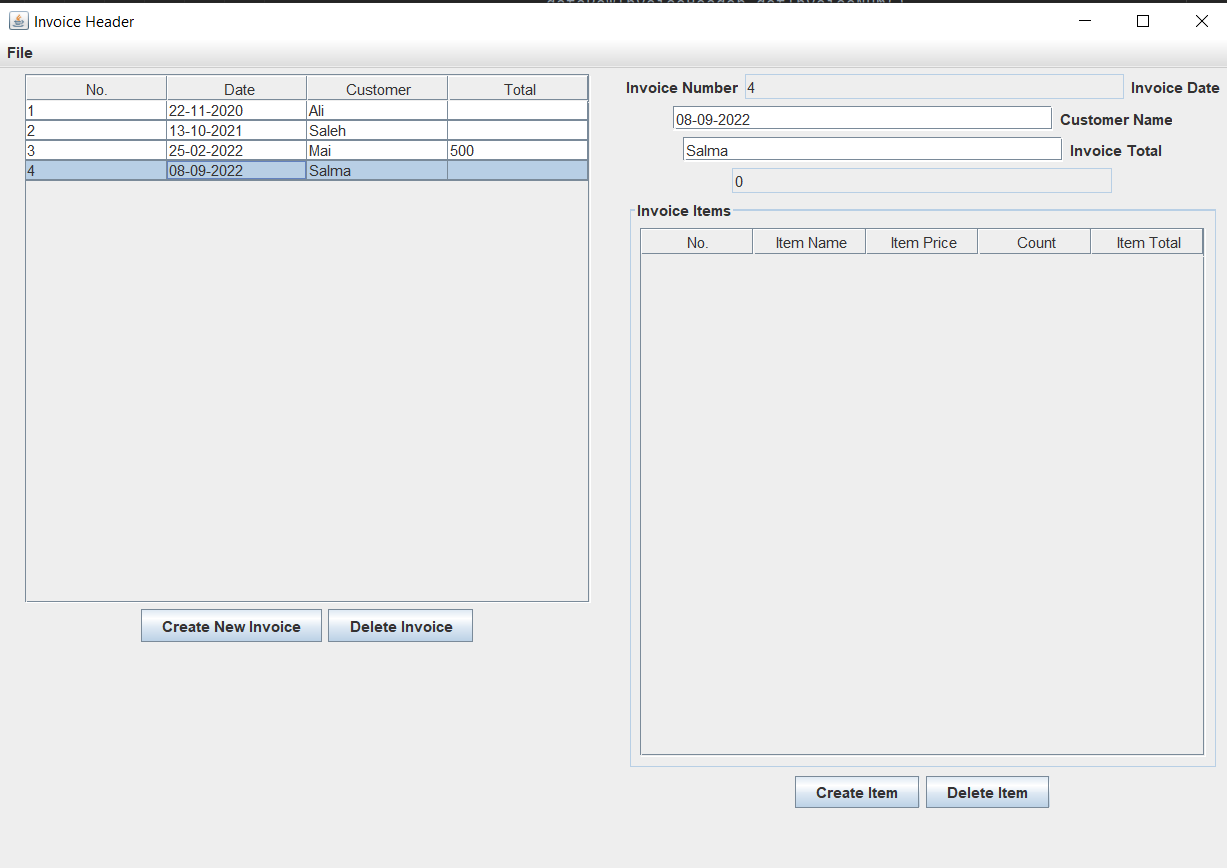 Invoice Header
File
No. Date Customer Total
1 22-11-2020 Ali
2 13-10-2021 Saleh
3 25-02-2022 Mai 500
4 08-09-2022 Salma
Create New Invoice Delete Invoice
Invoice Number 4 Invoice Date
08-09-2022 Customer Name
Salma Invoice Total
0
Invoice Items
No. Item Name Item Price Count Item Total
Create Item Delete Item